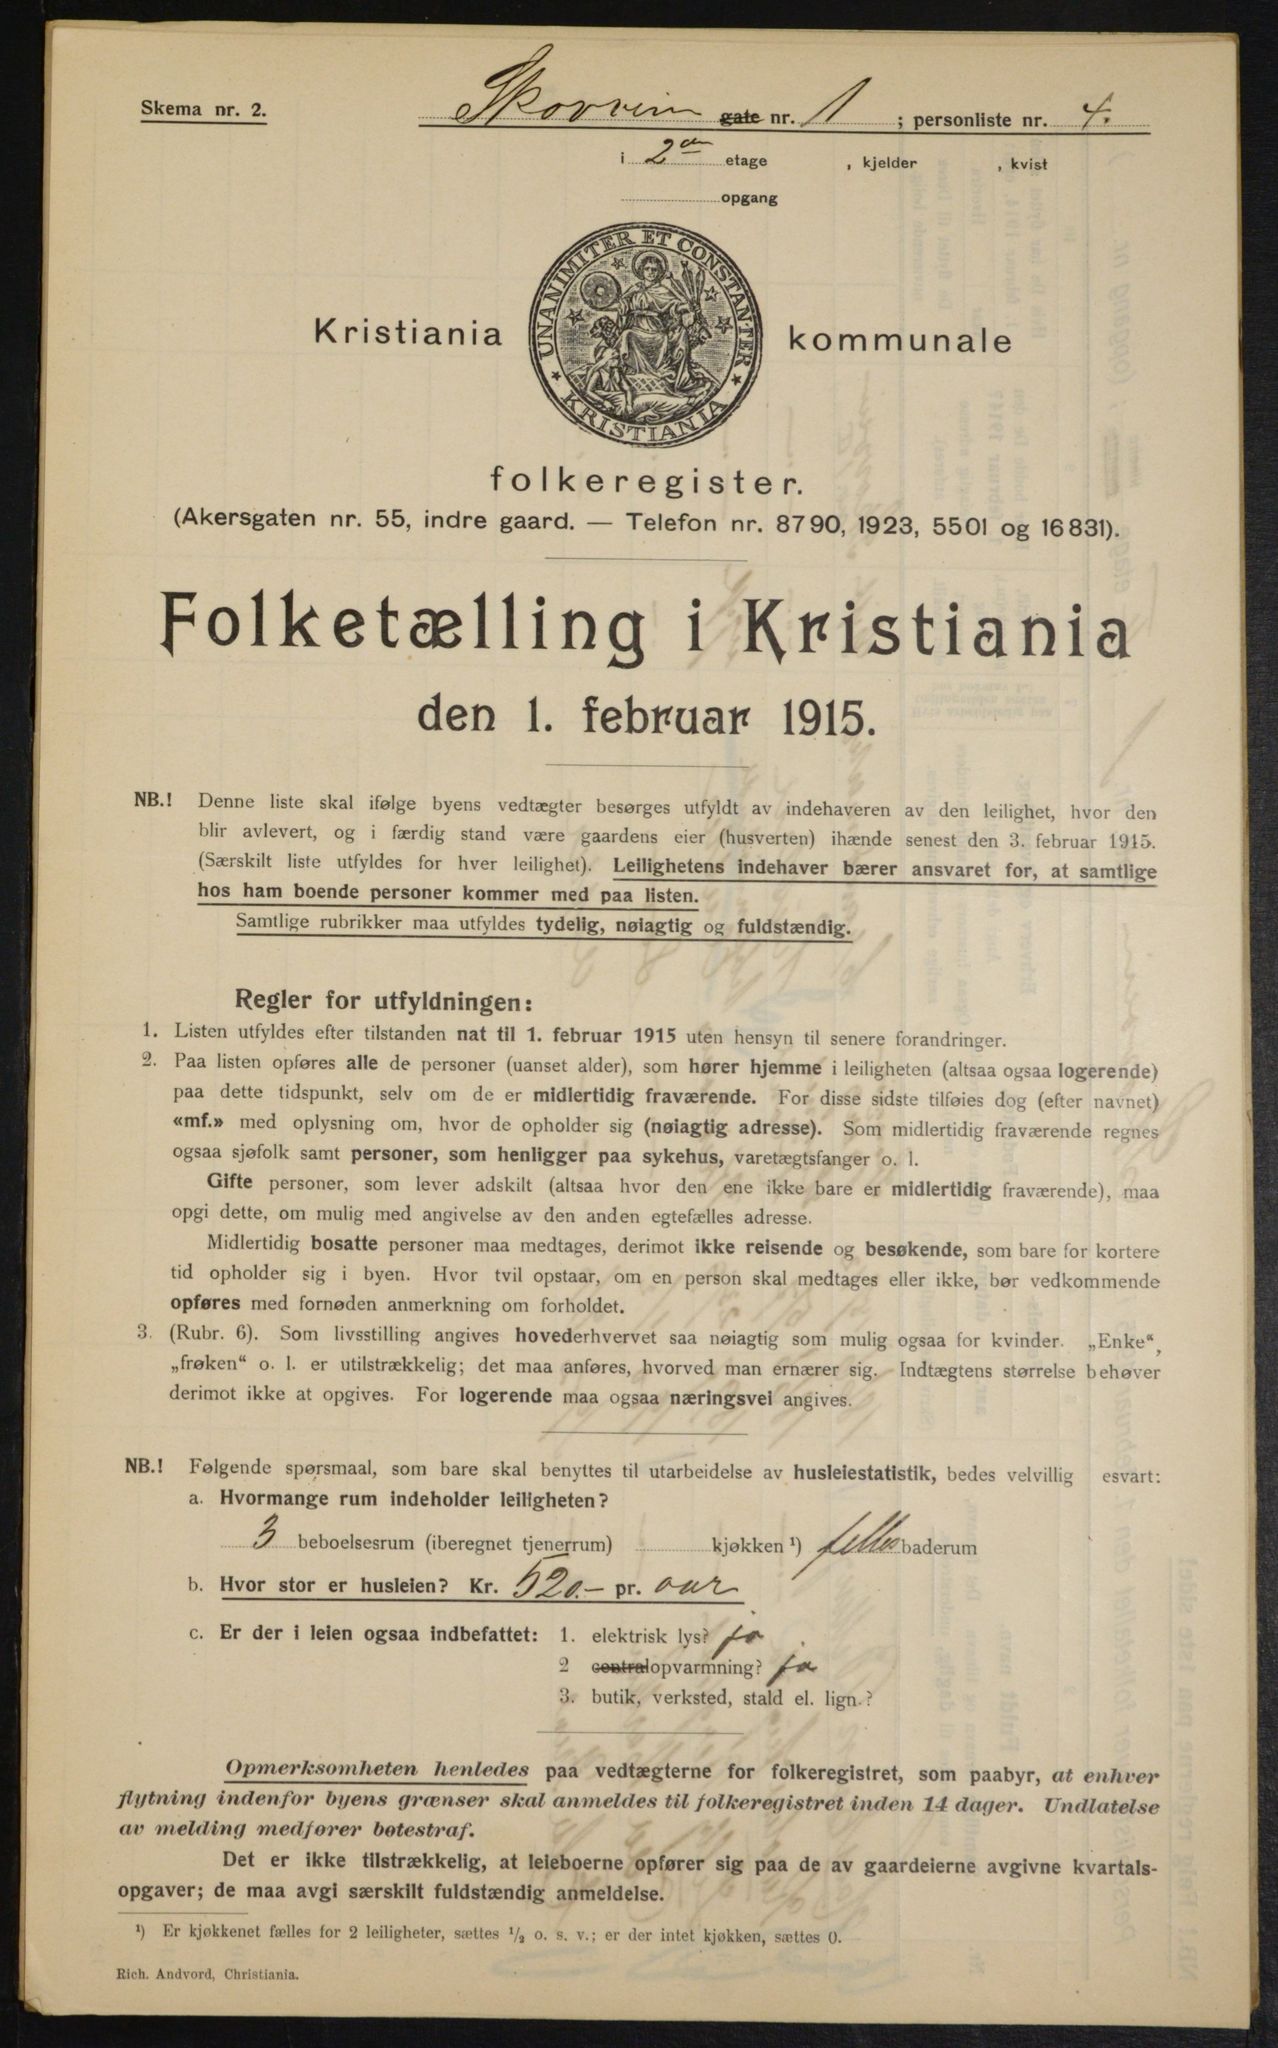 Skema nr. 2.
Skovvein gate nr. 1 ; personliste nr. 4.
i 2den etage , kjelder , kvist
opgang
UNANIMITER ET CONSTANTER
KRISTIANIA
Kristiania kommunale
folkeregister.
(Akersgaten nr. 55, indre gaard. — Telefon nr. 8790, 1923, 5501 og 16831).
Folketælling i Kristiania
den 1. februar 1915.
NB.! Denne liste skal ifølge byens vedtægter besørges utfyldt av indehaveren av den leilighet, hvor den
blir avlevert, og i færdig stand være gaardens eier (husverten) ihænde senest den 3. februar 1915.
(Særskilt liste utfyldes for hver leilighet). Leilighetens indehaver bærer ansvaret for, at samtlige
hos ham boende personer kommer med paa listen.
Samtlige rubrikker maa utfyldes tydelig, nøiagtig og fuldstændig.
Regler for utfyldningen:
1. Listen utfyldes efter tilstanden nat til 1. februar 1915 uten hensyn til senere forandringer.
2. Paa listen opføres alle de personer (uanset alder), som hører hjemme i leiligheten (altsaa ogsaa logerende)
paa dette tidspunkt, selv om de er midlertidig fraværende. For disse sidste tilføies dog (efter navnet)
«mf.» med oplysning om, hvor de opholder sig (nøiagtig adresse). Som midlertidig fraværende regnes
ogsaa sjøfolk samt personer, som henligger paa sykehus, varetægtsfanger o. l.
Gifte personer, som lever adskilt (altsaa hvor den ene ikke bare er midlertidig fraværende), maa
opgi dette, om mulig med angivelse av den anden egtefælles adresse.
Midlertidig bosatte personer maa medtages, derimot ikke reisende og besøkende, som bare for kortere
tid opholder sig i byen. Hvor tvil opstaar, om en person skal medtages eller ikke, bør vedkommende
opføres med fornøden anmerkning om forholdet.
3. (Rubr. 6). Som livsstilling angives hovederhvervet saa nøiagtig som mulig ogsaa for kvinder. „Enke“,
„frøken“ o. l. er utilstrækkelig; det maa anføres, hvorved man ernærer sig. Indtægtens størrelse behøver
derimot ikke at opgives. For logerende maa ogsaa næringsvei angives.
NB.! Følgende spørsmaal, som bare skal benyttes til utarbeidelse av husleiestatistik, bedes velvillig esvart:
a. Hvormange rum indeholder leiligheten?
3 beboelsesrum (iberegnet tjenerrum) kjøkken ¹) felles baderum
b. Hvor stor er husleien? Kr. 520.- pr. aar
c. Er der i leien ogsaa indbefattet: 1. elektrisk lys? ja
2 centralopvarmning? ja
3. butik, verksted, stald el. lign.?
Opmerksomheten henledes paa vedtægterne for folkeregistret, som paabyr, at enhver
flytning indenfor byens grænser skal anmeldes til folkeregistret inden 14 dager. Undlatelse
av melding medfører bøtestraf.
Det er ikke tilstrækkelig, at leieboerne opfører sig paa de av gaardeierne avgivne kvartals-
opgaver; de maa avgi særskilt fuldstændig anmeldelse.
¹) Er kjøkkenet fælles for 2 leiligheter, sættes ½ o. s. v.; er der intet kjøkken, sættes 0.
Rich. Andvord, Christiania.